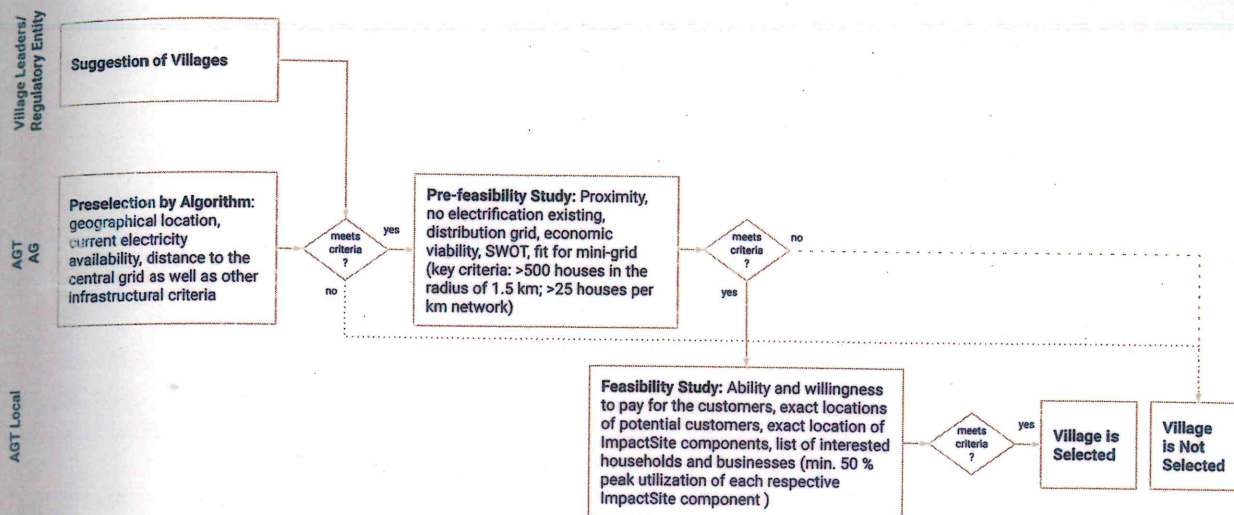 Village Leaders/
Regulatory Entity
Suggestion of Villages
AGT
AG
Preselection by Algorithm:
geographical location,
current electricity
availability, distance to the
central grid as well as other
infrastructural criteria
meets
criteria
?
yes
no
Pre-feasibility Study: Proximity,
no electrification existing,
distribution grid, economic
viability, SWOT, fit for mini-grid
(key criteria: >500 houses in the
radius of 1.5 km; >25 houses per
km network)
meets
criteria
?
no
yes
AGT Local
Feasibility Study: Ability and willingness
to pay for the customers, exact locations
of potential customers, exact location of
ImpactSite components, list of interested
households and businesses (min. 50 %
peak utilization of each respective
ImpactSite component )
meets
criteria
?
yes
Village is
Selected
Village
is Not
Selected